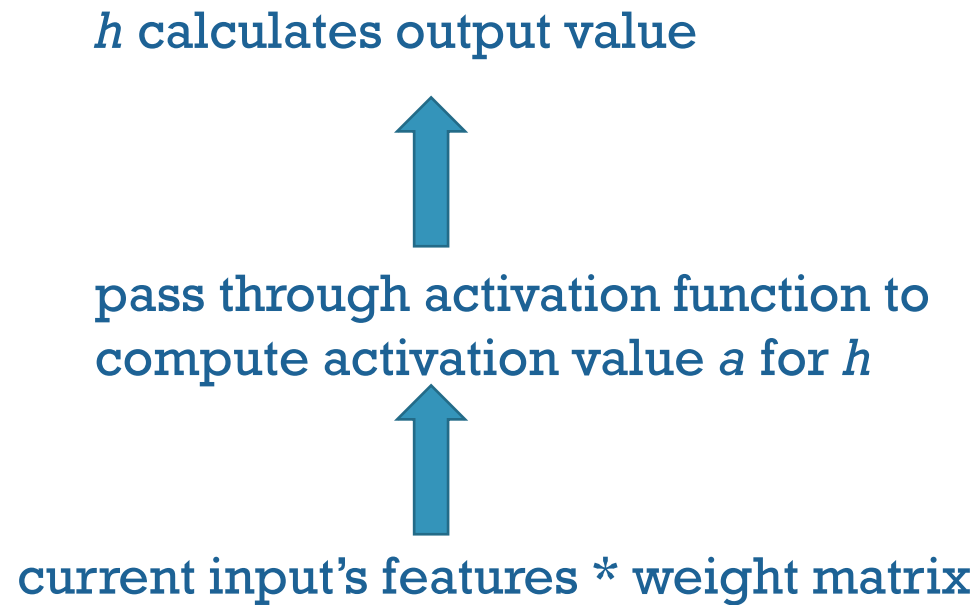 h calculates output value
pass through activation function to
compute activation value a for h
current input’s features * weight matrix